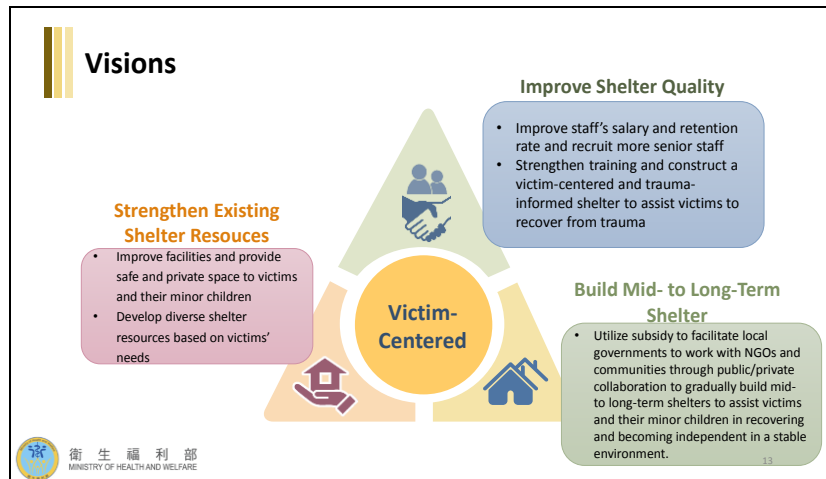 Visions
Improve Shelter Quality
• Improve staff's salary and retention
rate and recruit more senior staff
• Strengthen training and construct a
victim-centered and trauma-
informed shelter to assist victims to
recover from trauma
Strengthen Existing
Shelter Resouces
• Improve facilities and provide
safe and private space to victims
and their minor children
• Develop diverse shelter
resources based on victims'
needs
Victim-
Centered
Build Mid- to Long-Term
Shelter
• Utilize subsidy to facilitate local
governments to work with NGOs and
communities through public/private
collaboration to gradually build mid-
to long-term shelters to assist victims
and their minor children in recovering
and becoming independent in a stable
environment.
衛生福利部
MINISTRY OF HEALTH AND WELFARE
13